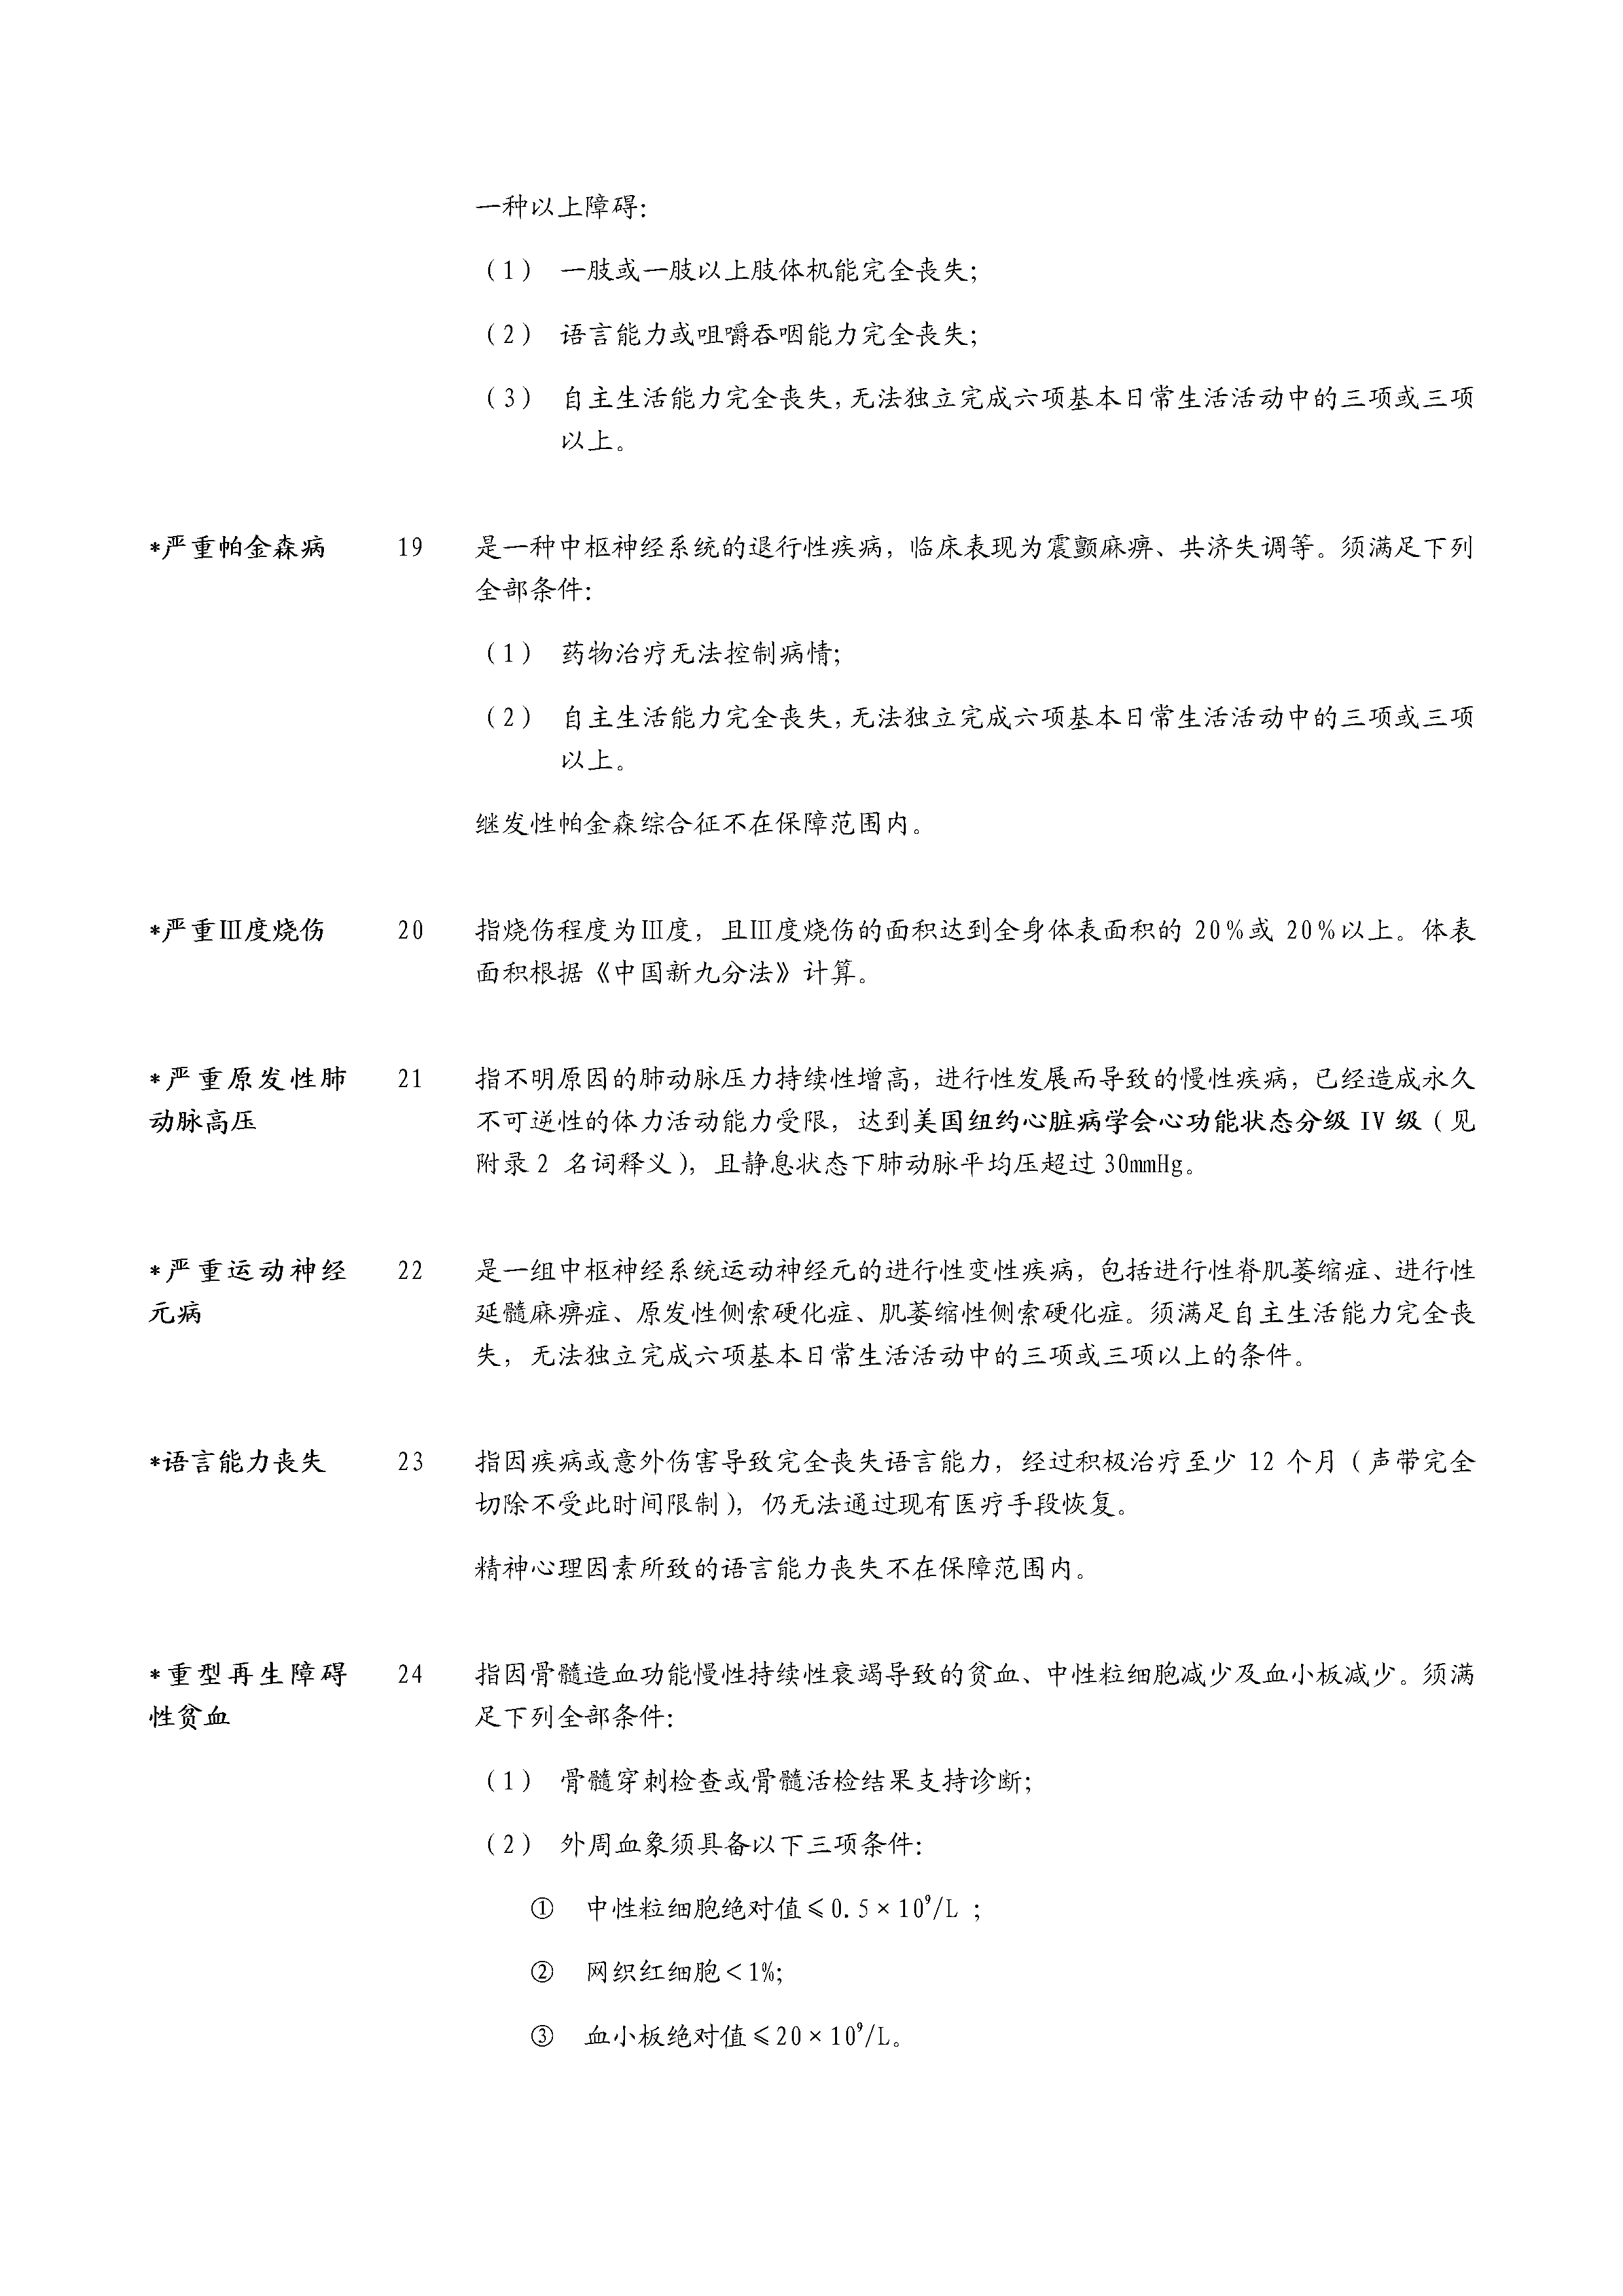 一种以上障碍：
（1） 一肢或一肢以上肢体机能完全丧失；
（2） 语言能力或咀嚼吞咽能力完全丧失；
（3） 自主生活能力完全丧失，无法独立完成六项基本日常生活活动中的三项或三项
以上。
*严重帕金森病 19 是一种中枢神经系统的退行性疾病，临床表现为震颤麻痹、共济失调等。须满足下列
全部条件：
（1） 药物治疗无法控制病情；
（2） 自主生活能力完全丧失，无法独立完成六项基本日常生活活动中的三项或三项
以上。
继发性帕金森综合征不在保障范围内。
*严重Ⅲ度烧伤 20 指烧伤程度为Ⅲ度，且Ⅲ度烧伤的面积达到全身体表面积的 20%或 20%以上。体表
面积根据《中国新九分法》计算。
*严重原发性肺 21 指不明原因的肺动脉压力持续性增高，进行性发展而导致的慢性疾病，已经造成永久
动脉高压 不可逆性的体力活动能力受限，达到美国纽约心脏病学会心功能状态分级 IV 级（见
附录 2 名词释义），且静息状态下肺动脉平均压超过 30mmHg。
*严重运动神经 22 是一组中枢神经系统运动神经元的进行性变性疾病，包括进行性脊肌萎缩症、进行性
元病 延髓麻痹症、原发性侧索硬化症、肌萎缩性侧索硬化症。须满足自主生活能力完全丧
失，无法独立完成六项基本日常生活活动中的三项或三项以上的条件。
*语言能力丧失 23 指因疾病或意外伤害导致完全丧失语言能力，经过积极治疗至少 12 个月（声带完全
切除不受此时间限制），仍无法通过现有医疗手段恢复。
精神心理因素所致的语言能力丧失不在保障范围内。
*重型再生障碍 24 指因骨髓造血功能慢性持续性衰竭导致的贫血、中性粒细胞减少及血小板减少。须满
性贫血 足下列全部条件：
（1） 骨髓穿刺检查或骨髓活检结果支持诊断；
（2） 外周血象须具备以下三项条件：
① 中性粒细胞绝对值≤0.5×10⁹/L ；
② 网织红细胞＜1%；
③ 血小板绝对值≤20×10⁹/L。